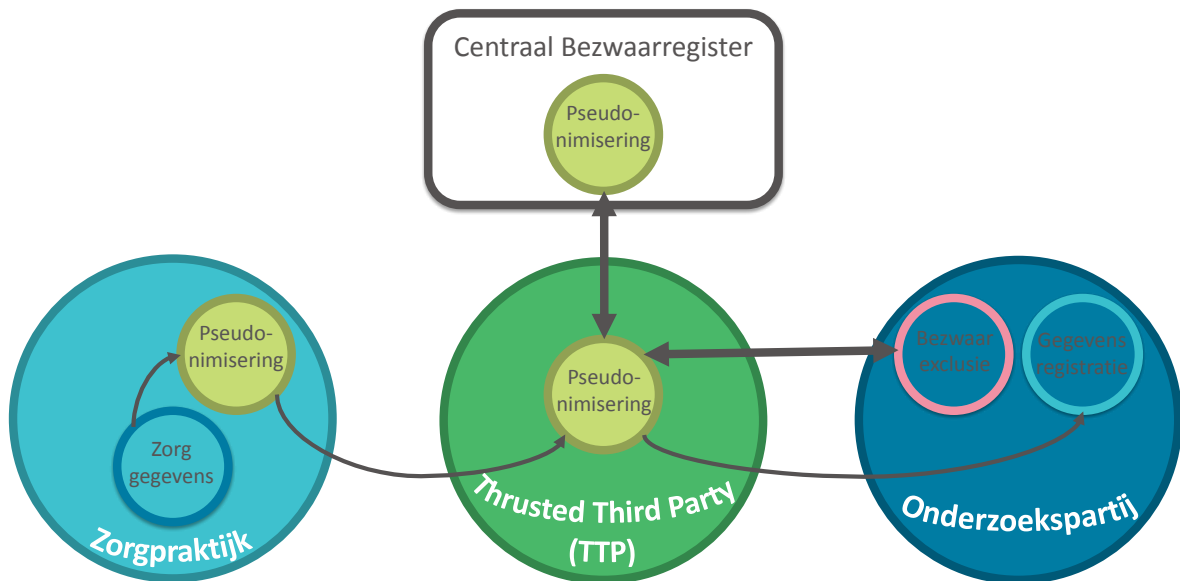 Centraal Bezwaarregister
Pseudo-
nimisering
Pseudo-
nimisering
Zorg
gegevens
Zorgpraktijk
Pseudo-
nimisering
Thrusted Third Party
(TTP)
Bezwaar
exclusie
Gegevens
registratie
Onderzoekspartij